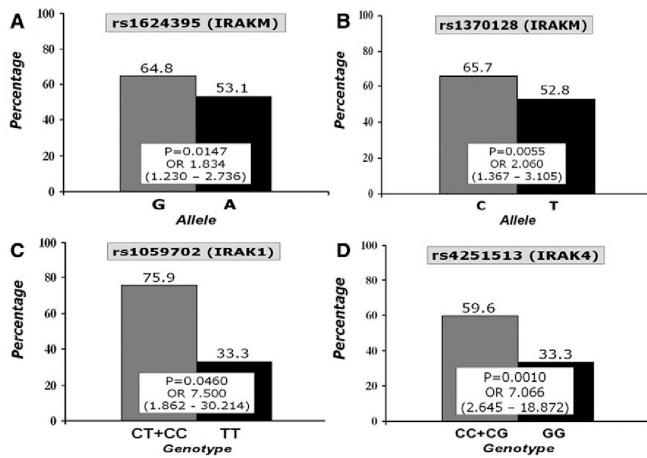 A
rs1624395 (IRAKM)
Percentage
100
80
60
40
20
0
64.8
53.1
P=0.0147
OR 1.834
(1.230 – 2.736)
G A
Allele
B
rs1370128 (IRAKM)
Percentage
100
80
60
40
20
0
65.7
52.8
P=0.0055
OR 2.060
(1.367 – 3.105)
C T
Allele
C
rs1059702 (IRAK1)
Percentage
100
80
60
40
20
0
75.9
33.3
P=0.0460
OR 7.500
(1.862 - 30.214)
CT+CC TT
Genotype
D
rs4251513 (IRAK4)
Percentage
100
80
60
40
20
0
59.6
33.3
P=0.0010
OR 7.066
(2.645 – 18.872)
CC+CG GG
Genotype